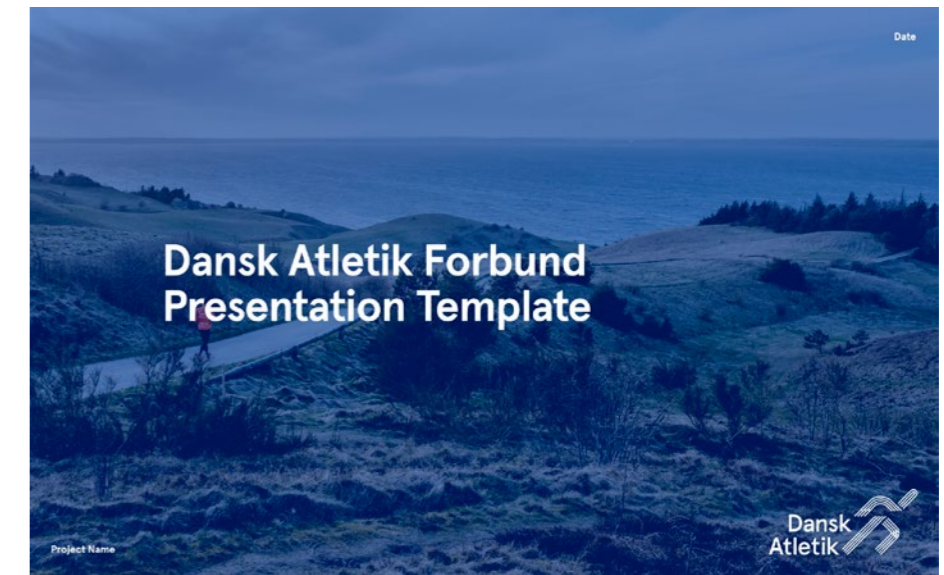 Date
Dansk Atletik Forbund
Presentation Template
Project Name
Dansk
Atletik